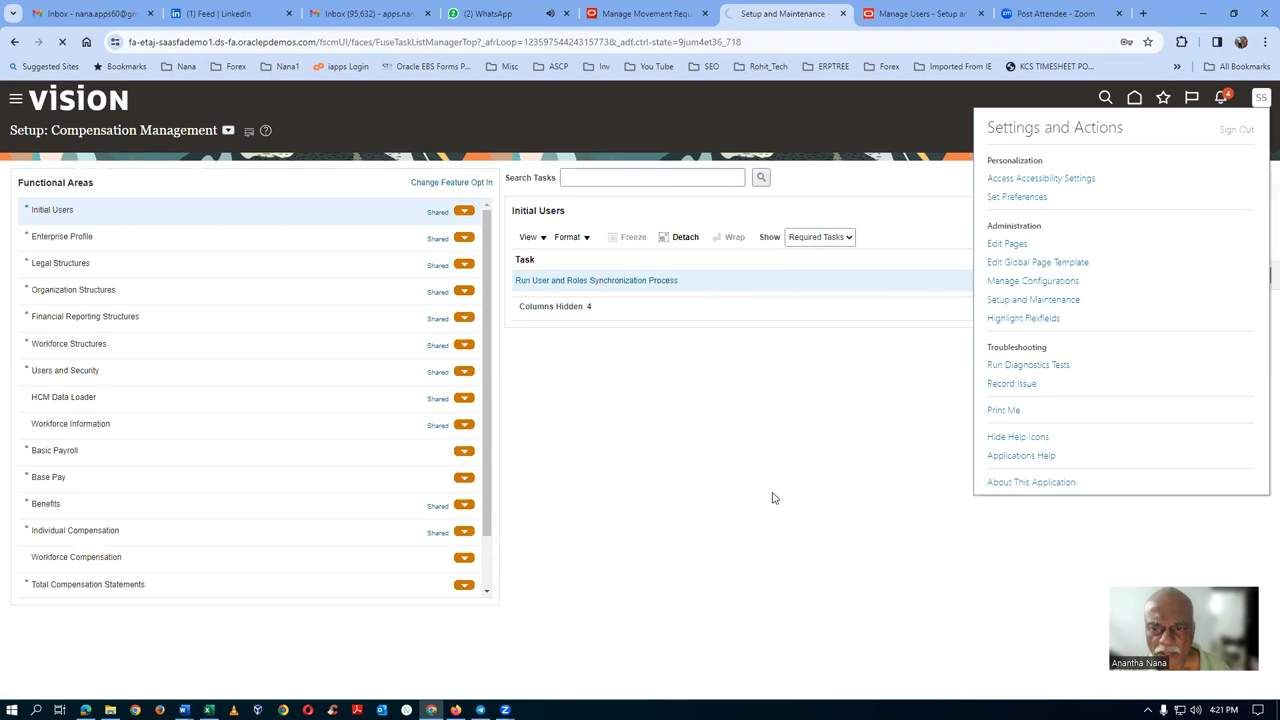 Inbox - nana.apps60@gm
(1) Feed | LinkedIn
Inbox (95,632) - apps.nan
(2) WhatsApp
Manage Movement Requ
Setup and Maintenance -
Manage Users - Setup an
Post Attendee - Zoom
fa-etaj-saasfademo1.ds-fa.oraclepdemos.com/fscmUI/faces/FuseTaskListManagerTop?_afrLoop=12359754424315773&_adf.ctrl-state=9jum4et36_718
Suggested Sites
Bookmarks
Nana
Forex
Nana1
iapps Login
Oracle EBS Forms P...
Misc
ASCP
Inv
You Tube
SEO
Rohit_Tech
ERPTREE
Forex
Imported From IE
KCS TIMESHEET PO...
All Bookmarks
VISION
4
SS
Setup: Compensation Management
Settings and Actions
Sign Out
Personalization
Access Accessibility Settings
Set Preferences
Administration
Edit Pages
Edit Global Page Template
Manage Configurations
Setup and Maintenance
Highlight Flexfields
Troubleshooting
Run Diagnostics Tests
Record Issue
Print Me
Hide Help Icons
Applications Help
About This Application
Functional Areas
Change Feature Opt In
* Initial Users Shared
* Enterprise Profile Shared
* Legal Structures Shared
* Organization Structures Shared
* Financial Reporting Structures Shared
* Workforce Structures Shared
* Users and Security Shared
HCM Data Loader Shared
Workforce Information Shared
* Basic Payroll
* Base Pay
* Benefits Shared
* Individual Compensation Shared
Workforce Compensation
* Total Compensation Statements
Search Tasks
Initial Users
View Format Freeze Detach Wrap Show Required Tasks
Task
Run User and Roles Synchronization Process
Columns Hidden 4
Anantha Nana
4:21 PM